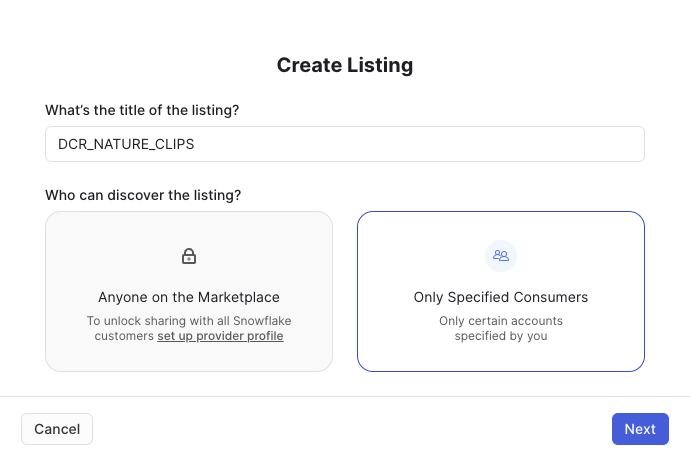 Create Listing
What’s the title of the listing?
DCR_NATURE_CLIPS
Who can discover the listing?
Anyone on the Marketplace
To unlock sharing with all Snowflake
customers set up provider profile
Only Specified Consumers
Only certain accounts
specified by you
Cancel
Next